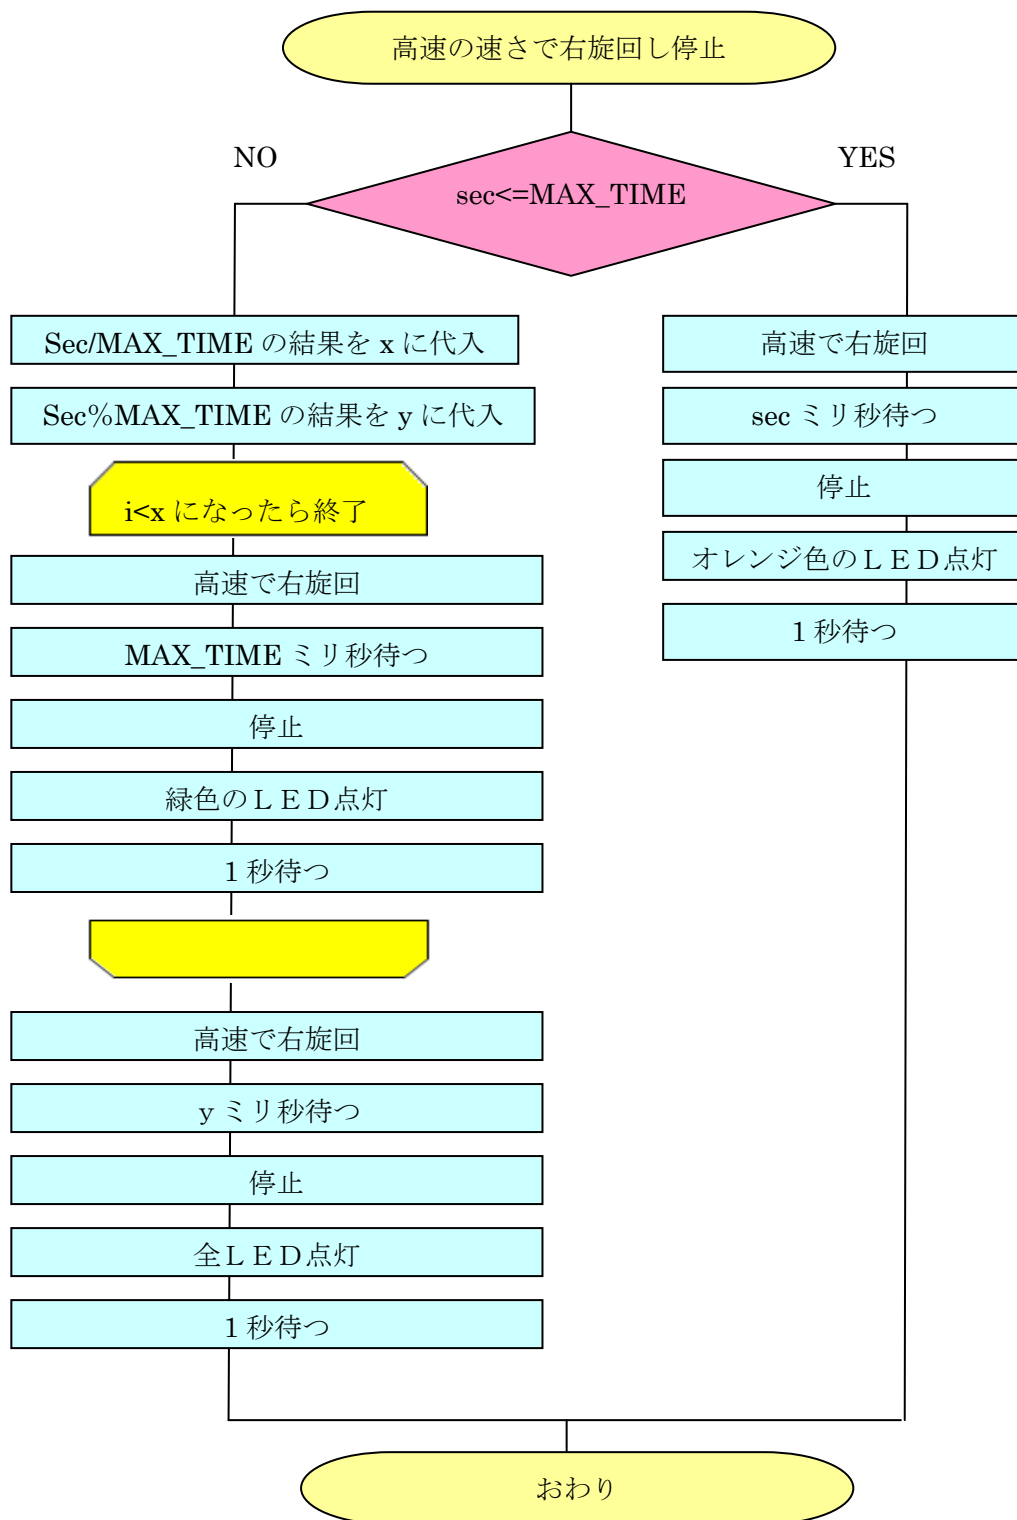 高速の速さで右旋回し停止
NO
YES
sec<=MAX_TIME
Sec/MAX_TIME の結果を x に代入
Sec%MAX_TIME の結果を y に代入
i<x になったら終了
高速で右旋回
MAX_TIME ミリ秒待つ
停止
緑色のＬＥＤ点灯
１秒待つ
高速で右旋回
y ミリ秒待つ
停止
全ＬＥＤ点灯
１秒待つ
高速で右旋回
sec ミリ秒待つ
停止
オレンジ色のＬＥＤ点灯
１秒待つ
おわり